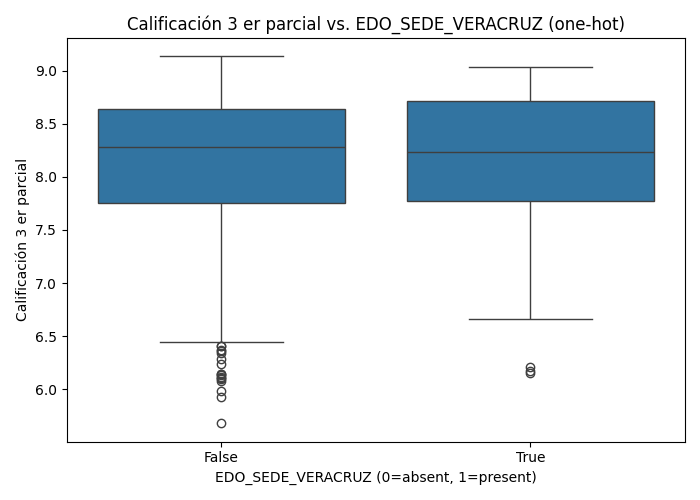 Calificación 3 er parcial vs. EDO_SEDE_VERACRUZ (one-hot)
Calificación 3 er parcial
9.0
8.5
8.0
7.5
7.0
6.5
6.0
False
True
EDO_SEDE_VERACRUZ (0=absent, 1=present)